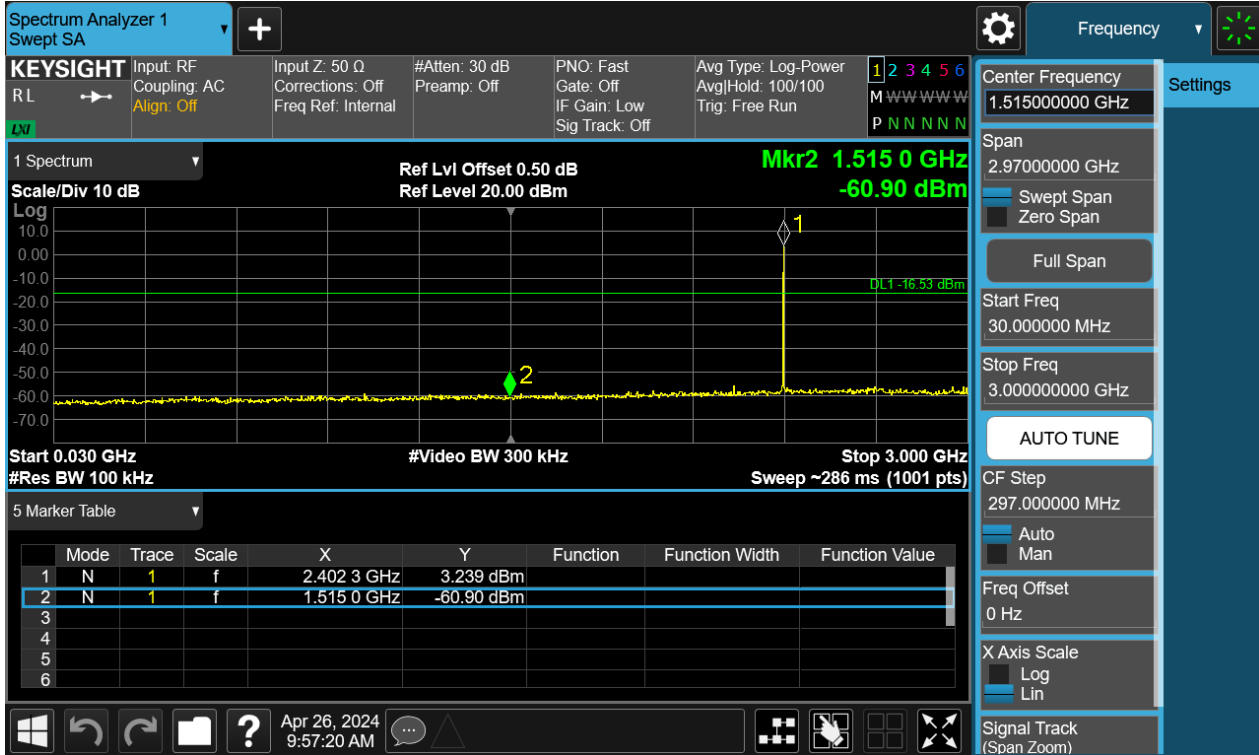 Spectrum Analyzer 1
Swept SA
+
Frequency
KEYSIGHT
R L
LXI
Input: RF
Coupling: AC
Align: Off
Input Z: 50 Ω
Corrections: Off
Freq Ref: Internal
#Atten: 30 dB
Preamp: Off
PNO: Fast
Gate: Off
IF Gain: Low
Sig Track: Off
Avg Type: Log-Power
Avg|Hold: 100/100
Trig: Free Run
1 2 3 4 5 6
M W W W W W
P N N N N N
1 Spectrum
Scale/Div 10 dB
Ref Lvl Offset 0.50 dB
Ref Level 20.00 dBm
Mkr2 1.515 0 GHz
-60.90 dBm
Log
10.0
0.00
-10.0
-20.0
-30.0
-40.0
-50.0
-60.0
-70.0
1
DL1 -16.53 dBm
2
Start 0.030 GHz
#Video BW 300 kHz
Stop 3.000 GHz
#Res BW 100 kHz
Sweep ~286 ms (1001 pts)
5 Marker Table
Mode Trace Scale X Y Function Function Width Function Value
1 N 1 f 2.402 3 GHz 3.239 dBm
2 N 1 f 1.515 0 GHz -60.90 dBm
3
4
5
6
?
Apr 26, 2024
9:57:20 AM
Center Frequency
1.515000000 GHz
Settings
Span
2.97000000 GHz
Swept Span
Zero Span
Full Span
Start Freq
30.000000 MHz
Stop Freq
3.000000000 GHz
AUTO TUNE
CF Step
297.000000 MHz
Auto
Man
Freq Offset
0 Hz
X Axis Scale
Log
Lin
Signal Track
(Span Zoom)